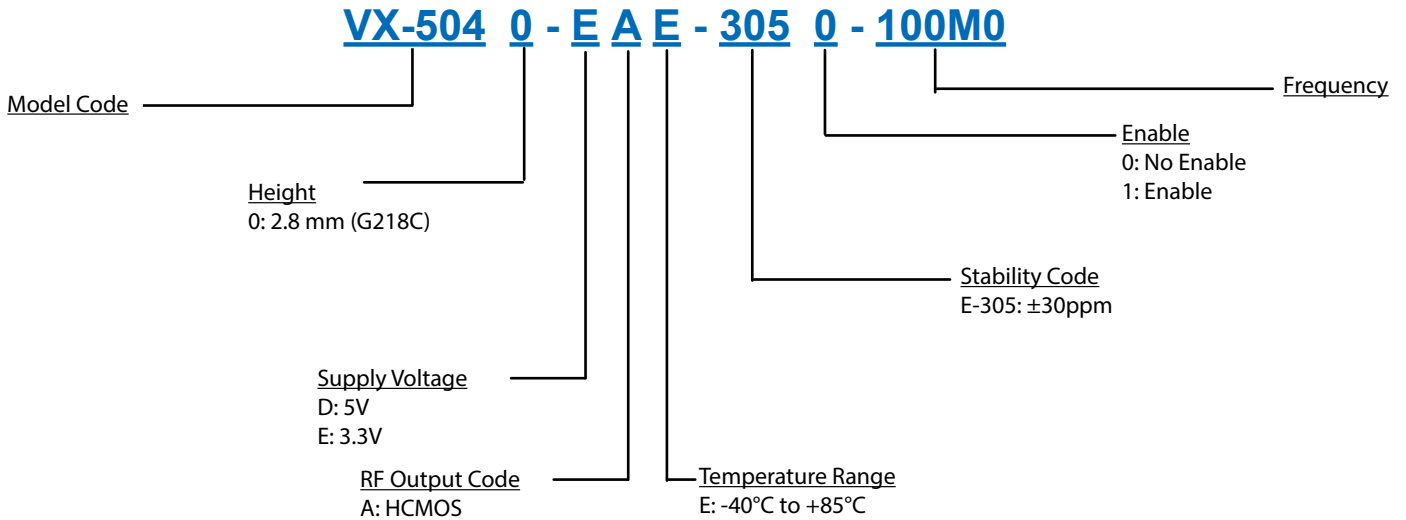 VX-504 0 - E A E - 305 0 - 100M0
Model Code
Frequency
Enable
0: No Enable
1: Enable
Height
0: 2.8 mm (G218C)
Stability Code
E-305: ±30ppm
Supply Voltage
D: 5V
E: 3.3V
RF Output Code
A: HCMOS
Temperature Range
E: -40°C to +85°C